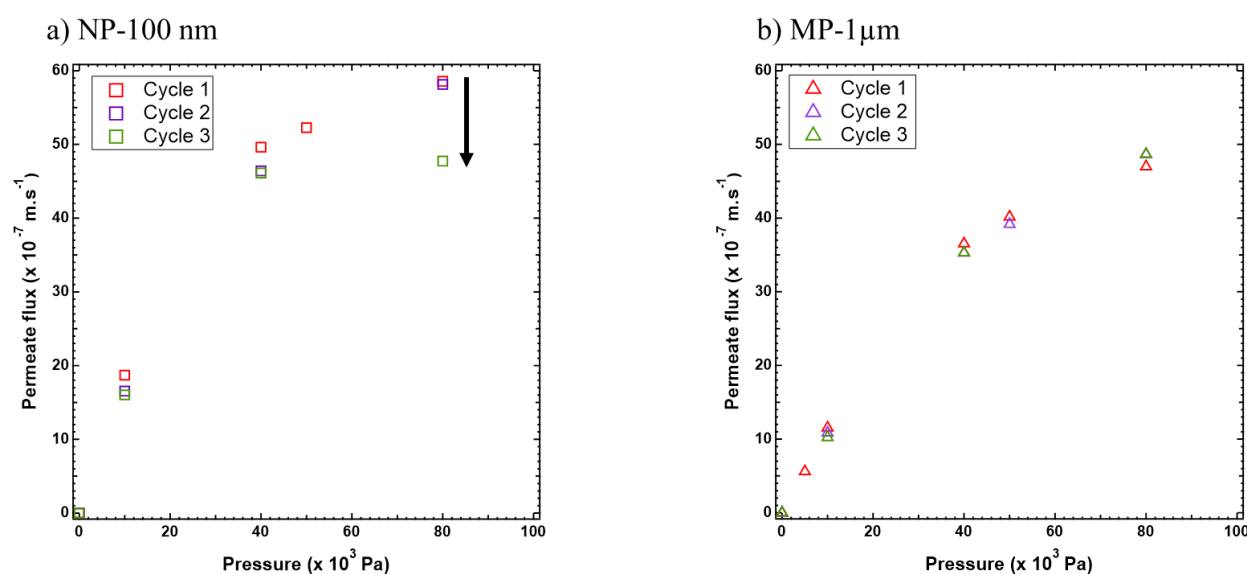 a) NP-100 nm
Cycle 1
Cycle 2
Cycle 3
60
50
40
30
20
10
0
0 20 40 60 80 100
Permeate flux (x 10⁻⁷ m.s⁻¹)
Pressure (x 10³ Pa)
b) MP-1µm
Cycle 1
Cycle 2
Cycle 3
60
50
40
30
20
10
0
0 20 40 60 80 100
Permeate flux (x 10⁻⁷ m.s⁻¹)
Pressure (x 10³ Pa)